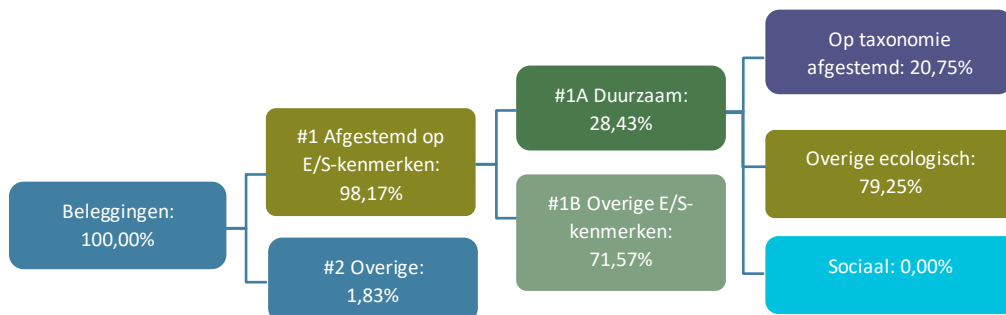 Beleggingen:
100,00%
#1 Afgestemd op
E/S-kenmerken:
98,17%
#2 Overige:
1,83%
#1A Duurzaam:
28,43%
#1B Overige E/S-
kenmerken:
71,57%
Op taxonomie
afgestemd: 20,75%
Overige ecologisch:
79,25%
Sociaal: 0,00%